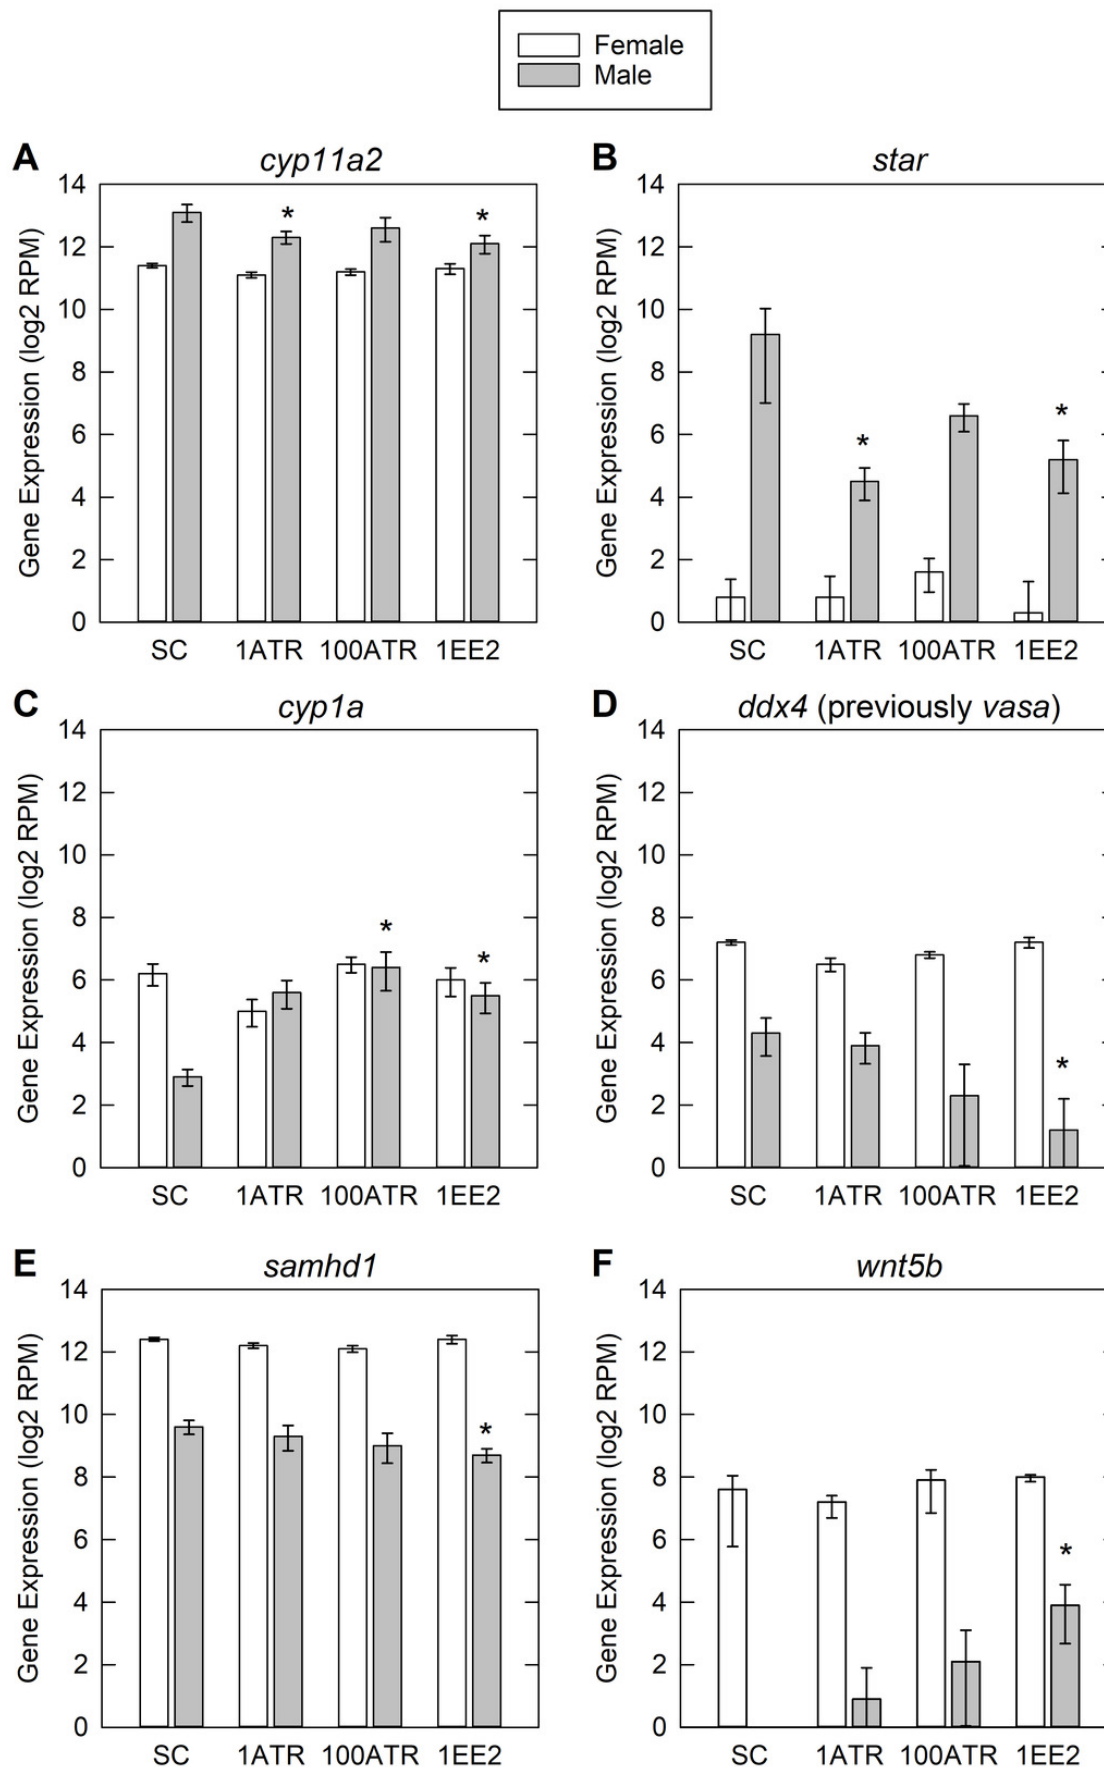 Female
Male
A cyp11a2
Gene Expression (log2 RPM)
14
12
10
8
6
4
2
0
*
*
SC 1ATR 100ATR 1EE2
B star
Gene Expression (log2 RPM)
14
12
10
8
6
4
2
0
*
*
SC 1ATR 100ATR 1EE2
C cyp1a
Gene Expression (log2 RPM)
14
12
10
8
6
4
2
0
*
*
SC 1ATR 100ATR 1EE2
D ddx4 (previously vasa)
Gene Expression (log2 RPM)
14
12
10
8
6
4
2
0
*
SC 1ATR 100ATR 1EE2
E samhd1
Gene Expression (log2 RPM)
14
12
10
8
6
4
2
0
*
SC 1ATR 100ATR 1EE2
F wnt5b
Gene Expression (log2 RPM)
14
12
10
8
6
4
2
0
*
SC 1ATR 100ATR 1EE2